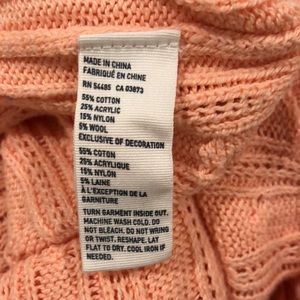 MADE IN CHINA
FABRIQUÉ EN CHINE
RN 54485 CA 03873
55% COTTON
25% ACRYLIC
15% NYLON
5% WOOL
EXCLUSIVE OF DECORATION
55% COTON
25% ACRYLIQUE
15% NYLON
5% LAINE
À L'EXCEPTION DE LA
GARNITURE
TURN GARMENT INSIDE OUT.
MACHINE WASH COLD. DO
NOT BLEACH. DO NOT WRING
OR TWIST. RESHAPE. LAY
FLAT TO DRY. COOL IRON IF
NEEDED.